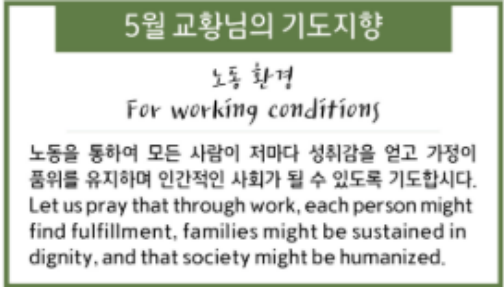 5월 교황님의 기도지향
노동 환경
For working conditions
노동을 통하여 모든 사람이 저마다 성취감을 얻고 가정이
품위를 유지하며 인간적인 사회가 될 수 있도록 기도합시다.
Let us pray that through work, each person might
find fulfillment, families might be sustained in
dignity, and that society might be humanized.